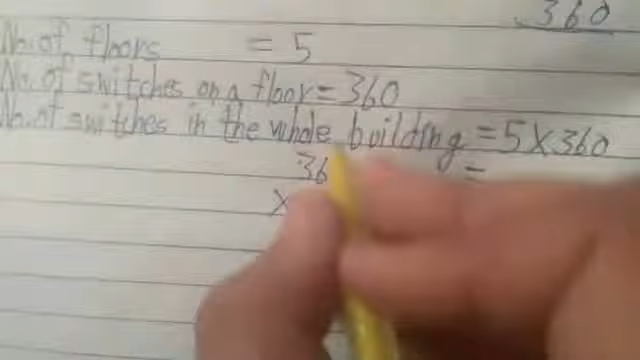 360
No. of floors = 5
No. of switches on a floor = 360
No. of switches in the whole building = 5 X 360
36 =
X